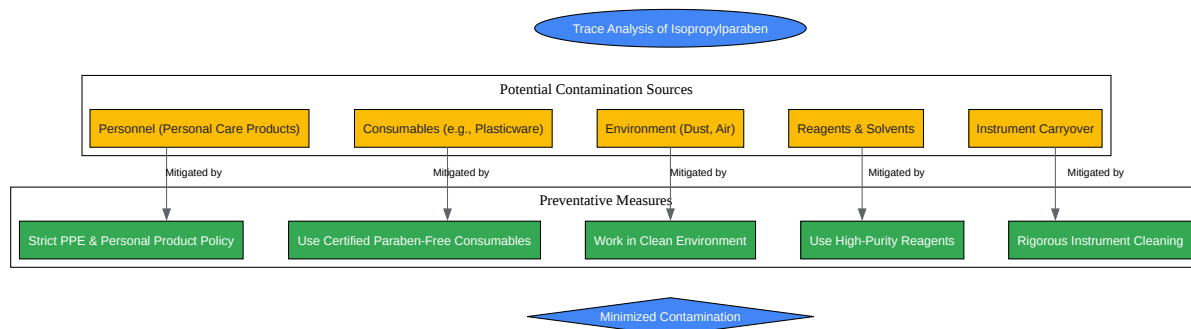 Trace Analysis of Isopropylparaben
Potential Contamination Sources
Personnel (Personal Care Products)
Consumables (e.g., Plasticware)
Environment (Dust, Air)
Reagents & Solvents
Instrument Carryover
Mitigated by
Mitigated by
Mitigated by
Mitigated by
Mitigated by
Preventative Measures
Strict PPE & Personal Product Policy
Use Certified Paraben-Free Consumables
Work in Clean Environment
Use High-Purity Reagents
Rigorous Instrument Cleaning
Minimized Contamination